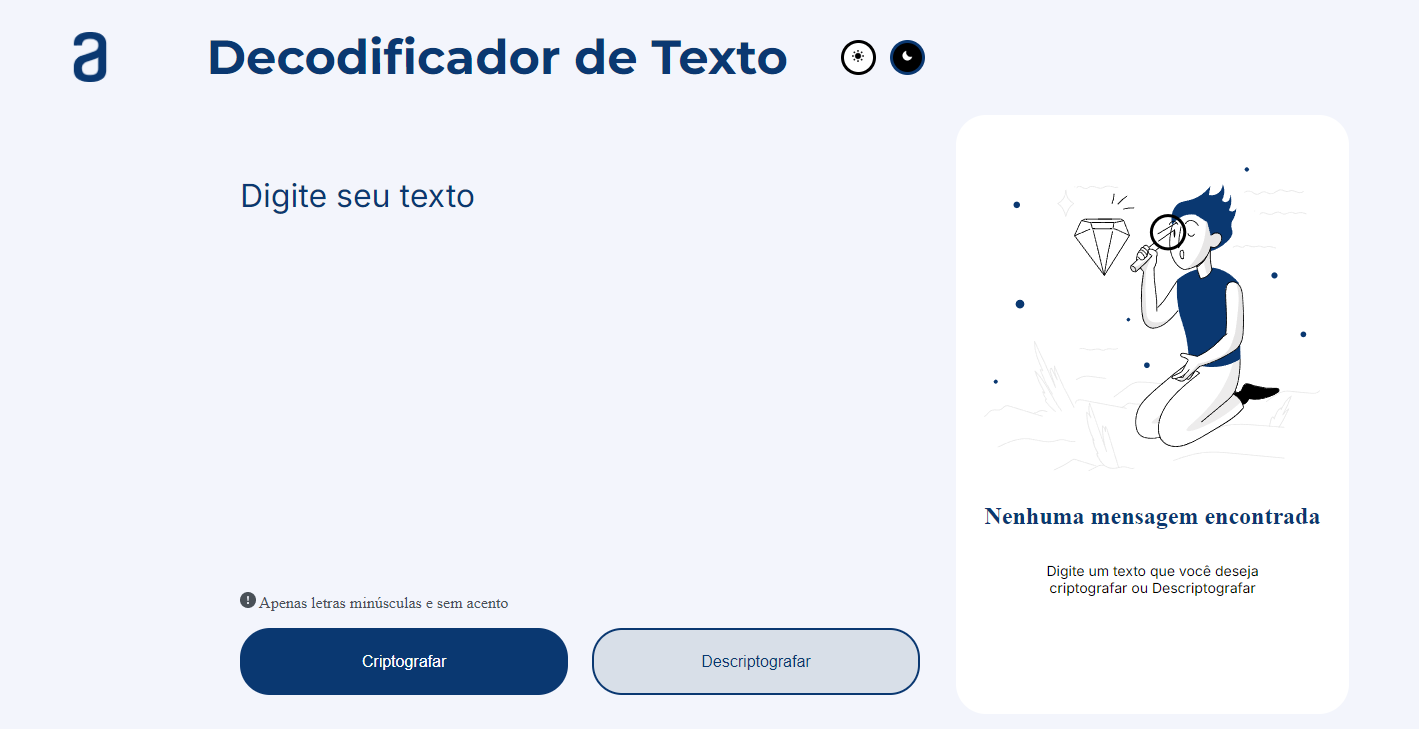 a
Decodificador de Texto
Digite seu texto
Apenas letras minúsculas e sem acento
Criptografar
Descriptografar
Nenhuma mensagem encontrada
Digite um texto que você deseja
criptografar ou Descriptografar